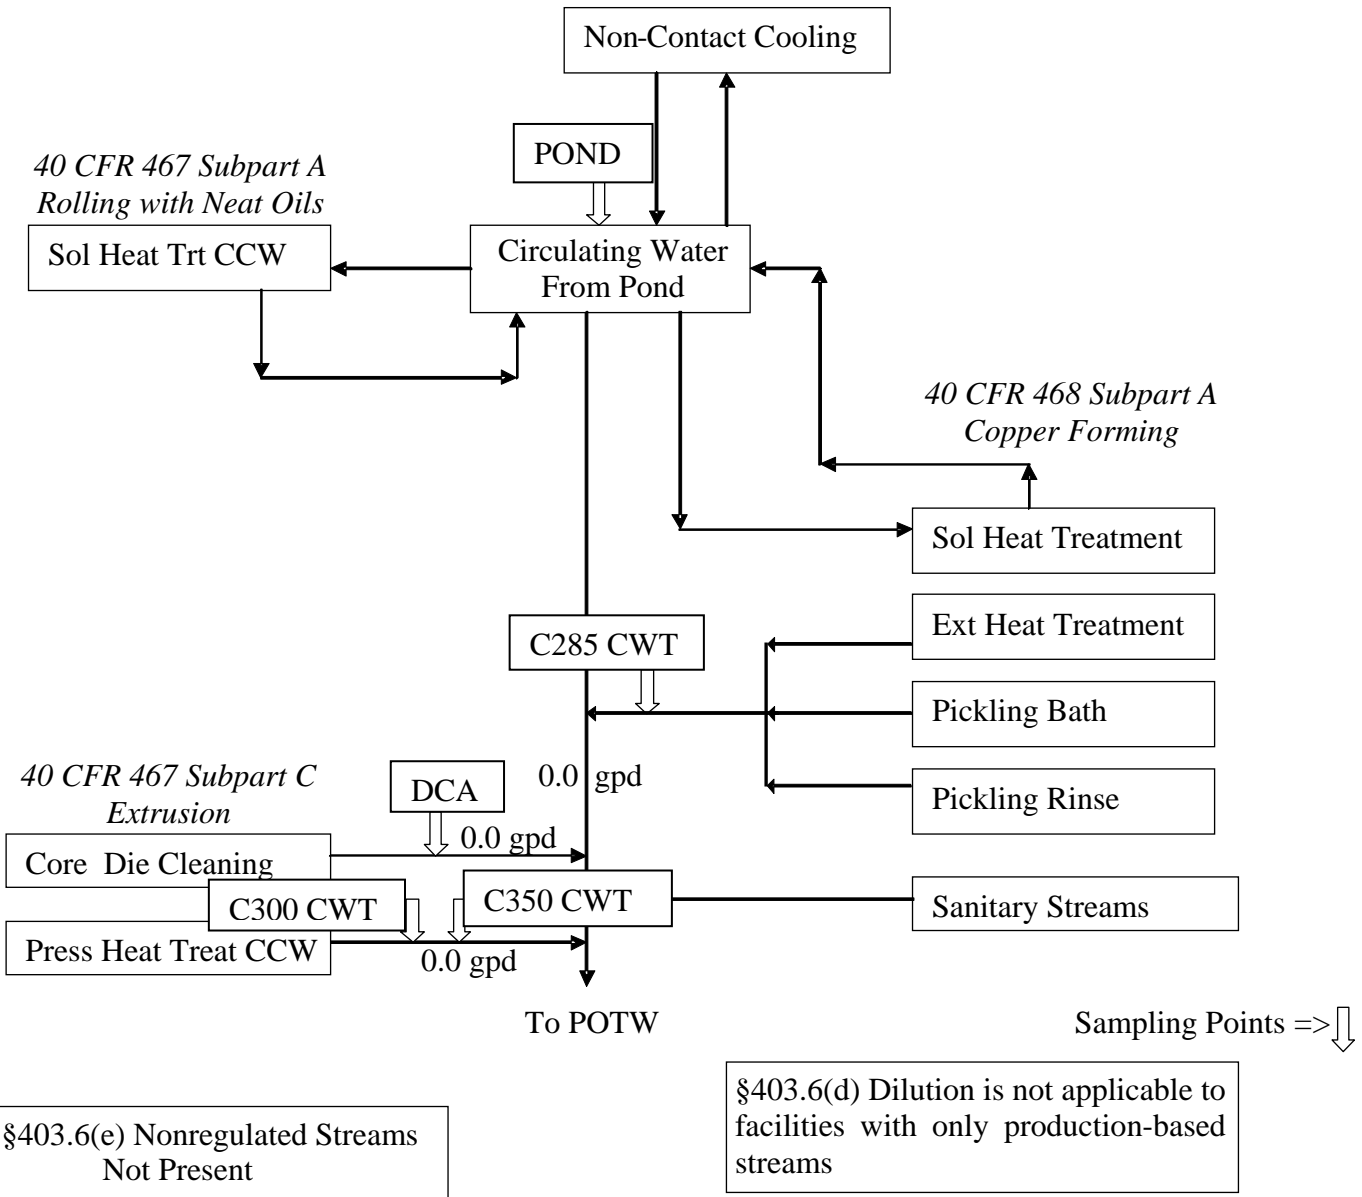 Non-Contact Cooling
POND
40 CFR 467 Subpart A
Rolling with Neat Oils
Sol Heat Trt CCW
Circulating Water
From Pond
40 CFR 468 Subpart A
Copper Forming
Sol Heat Treatment
Ext Heat Treatment
C285 CWT
Pickling Bath
40 CFR 467 Subpart C
Extrusion
DCA
0.0 gpd
Pickling Rinse
0.0 gpd
Core Die Cleaning
C300 CWT
C350 CWT
Sanitary Streams
Press Heat Treat CCW
0.0 gpd
To POTW
Sampling Points =>
§403.6(d) Dilution is not applicable to
facilities with only production-based
streams
§403.6(e) Nonregulated Streams
Not Present